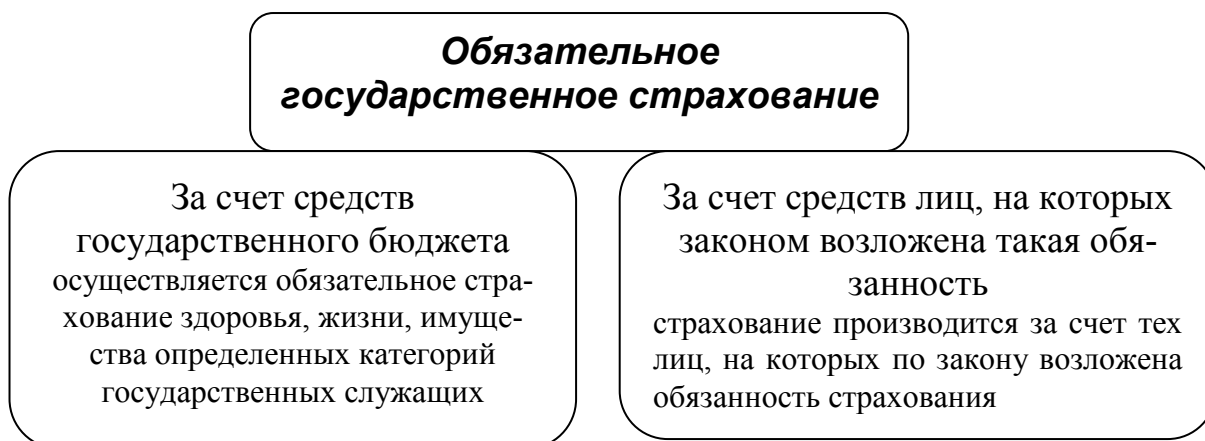 Обязательное
государственное страхование
За счет средств
государственного бюджета
осуществляется обязательное стра-
хование здоровья, жизни, имуще-
ства определенных категорий
государственных служащих
За счет средств лиц, на которых
законом возложена такая обя-
занность
страхование производится за счет тех
лиц, на которых по закону возложена
обязанность страхования